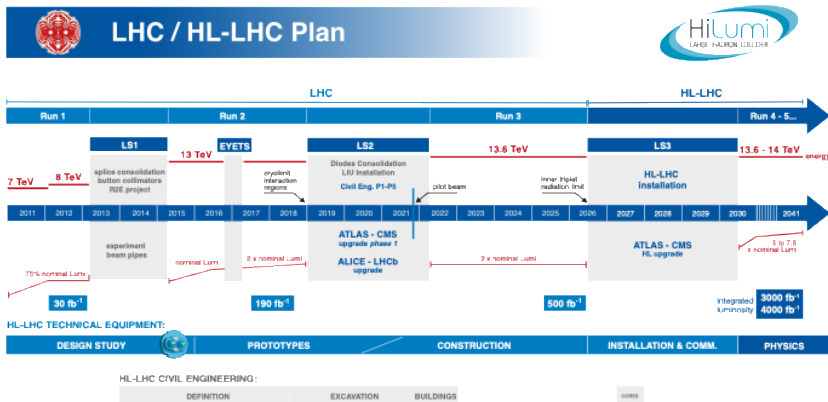 LHC / HL-LHC Plan
HiLumi
LARGE HADRON COLLIDER
LHC
HL-LHC
Run 1
Run 2
Run 3
Run 4 - 5...
LS1
EYETS
LS2
LS3
13 TeV
13.6 TeV
13.6 - 14 TeV
energy
Diodes Consolidation
LIU Installation
Civil Eng. P1-P5
splice consolidation
button collimators
R2E project
7 TeV
8 TeV
cryolimit
interaction
regions
pilot beam
inner triplet
radiation limit
HL-LHC
installation
2011 2012 2013 2014 2015 2016 2017 2018 2019 2020 2021 2022 2023 2024 2025 2026 2027 2028 2029 2030 2041
experiment
beam pipes
ATLAS - CMS
upgrade phase 1
ALICE - LHCb
upgrade
ATLAS - CMS
HL upgrade
5 to 7.5
x nominal Lumi
75% nominal Lumi
nominal Lumi
2 x nominal Lumi
2 x nominal Lumi
30 fb⁻¹
190 fb⁻¹
500 fb⁻¹
integrated
luminosity
3000 fb⁻¹
4000 fb⁻¹
HL-LHC TECHNICAL EQUIPMENT:
DESIGN STUDY
PROTOTYPES
CONSTRUCTION
INSTALLATION & COMM.
PHYSICS
HL-LHC CIVIL ENGINEERING:
DEFINITION
EXCAVATION
BUILDINGS
CORES